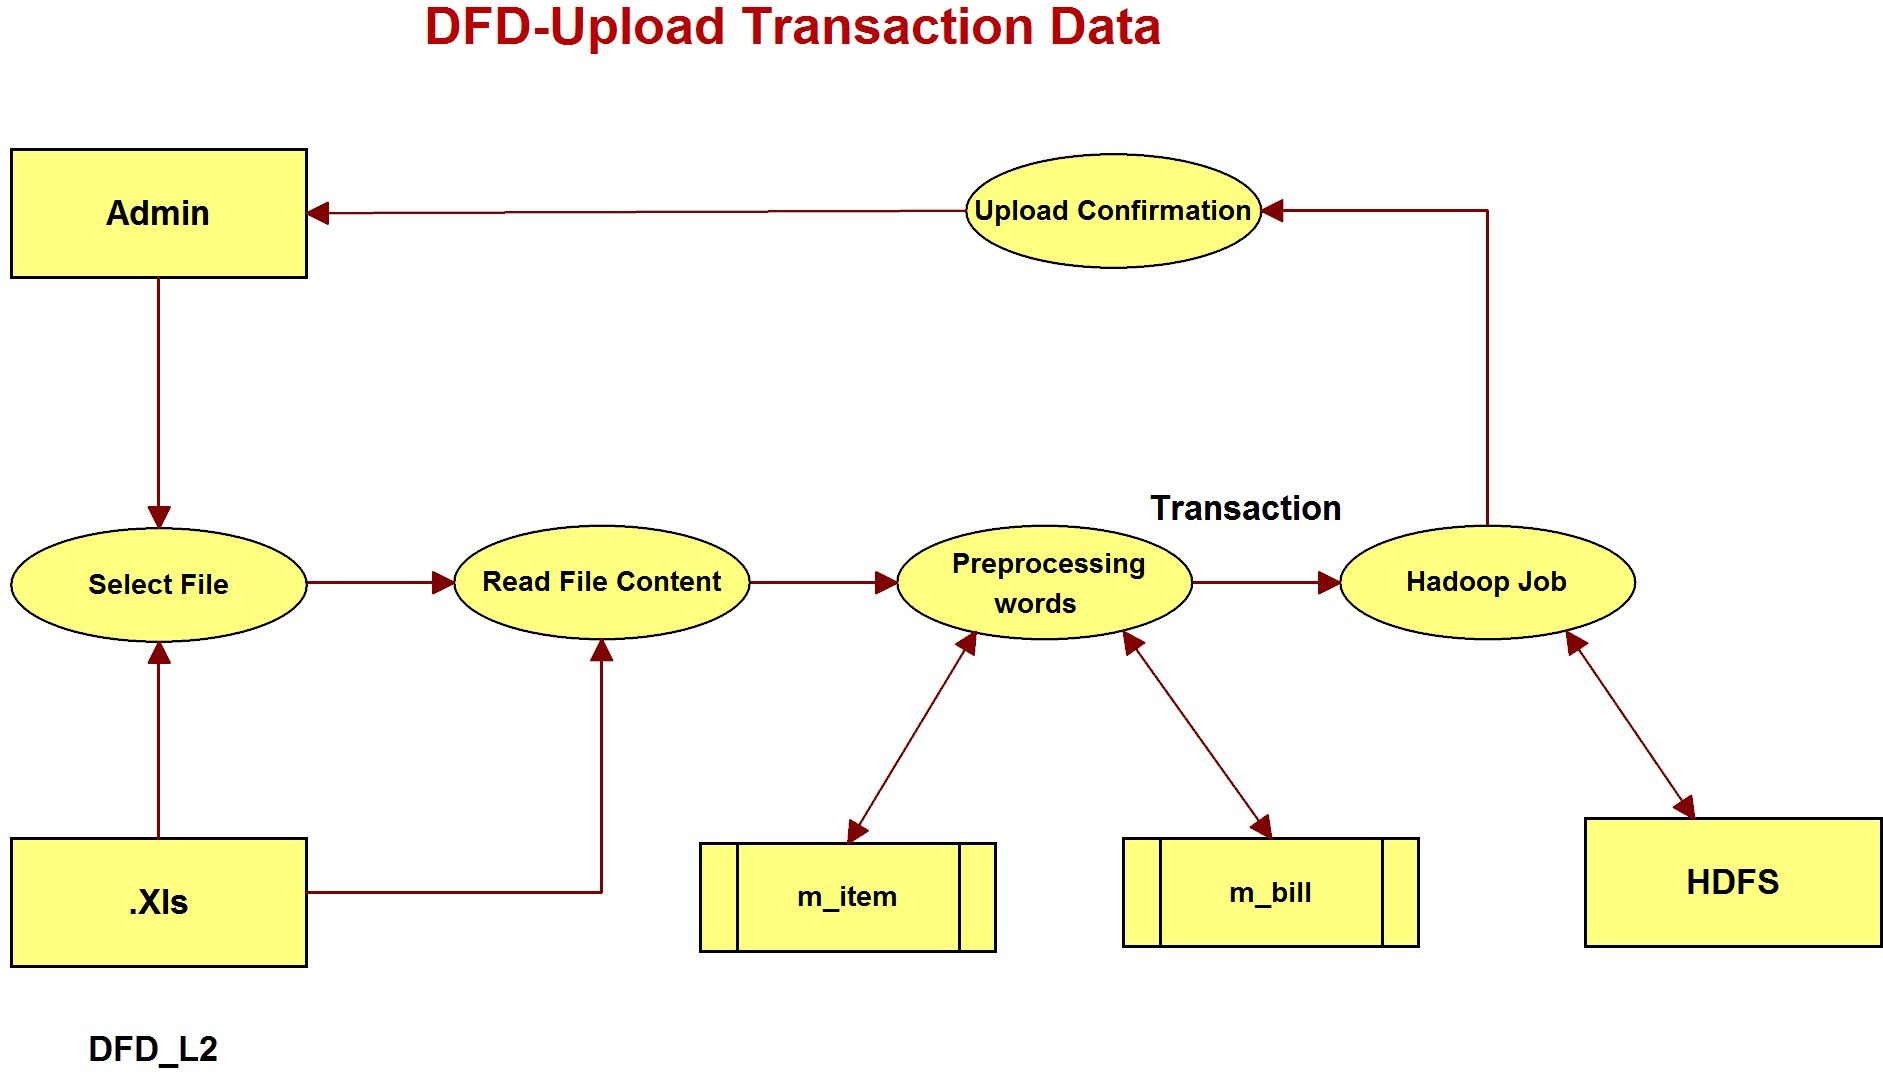 DFD-Upload Transaction Data
Admin
Upload Confirmation
Transaction
Select File
Read File Content
Preprocessing
words
Hadoop Job
.Xls
m_item
m_bill
HDFS
DFD_L2